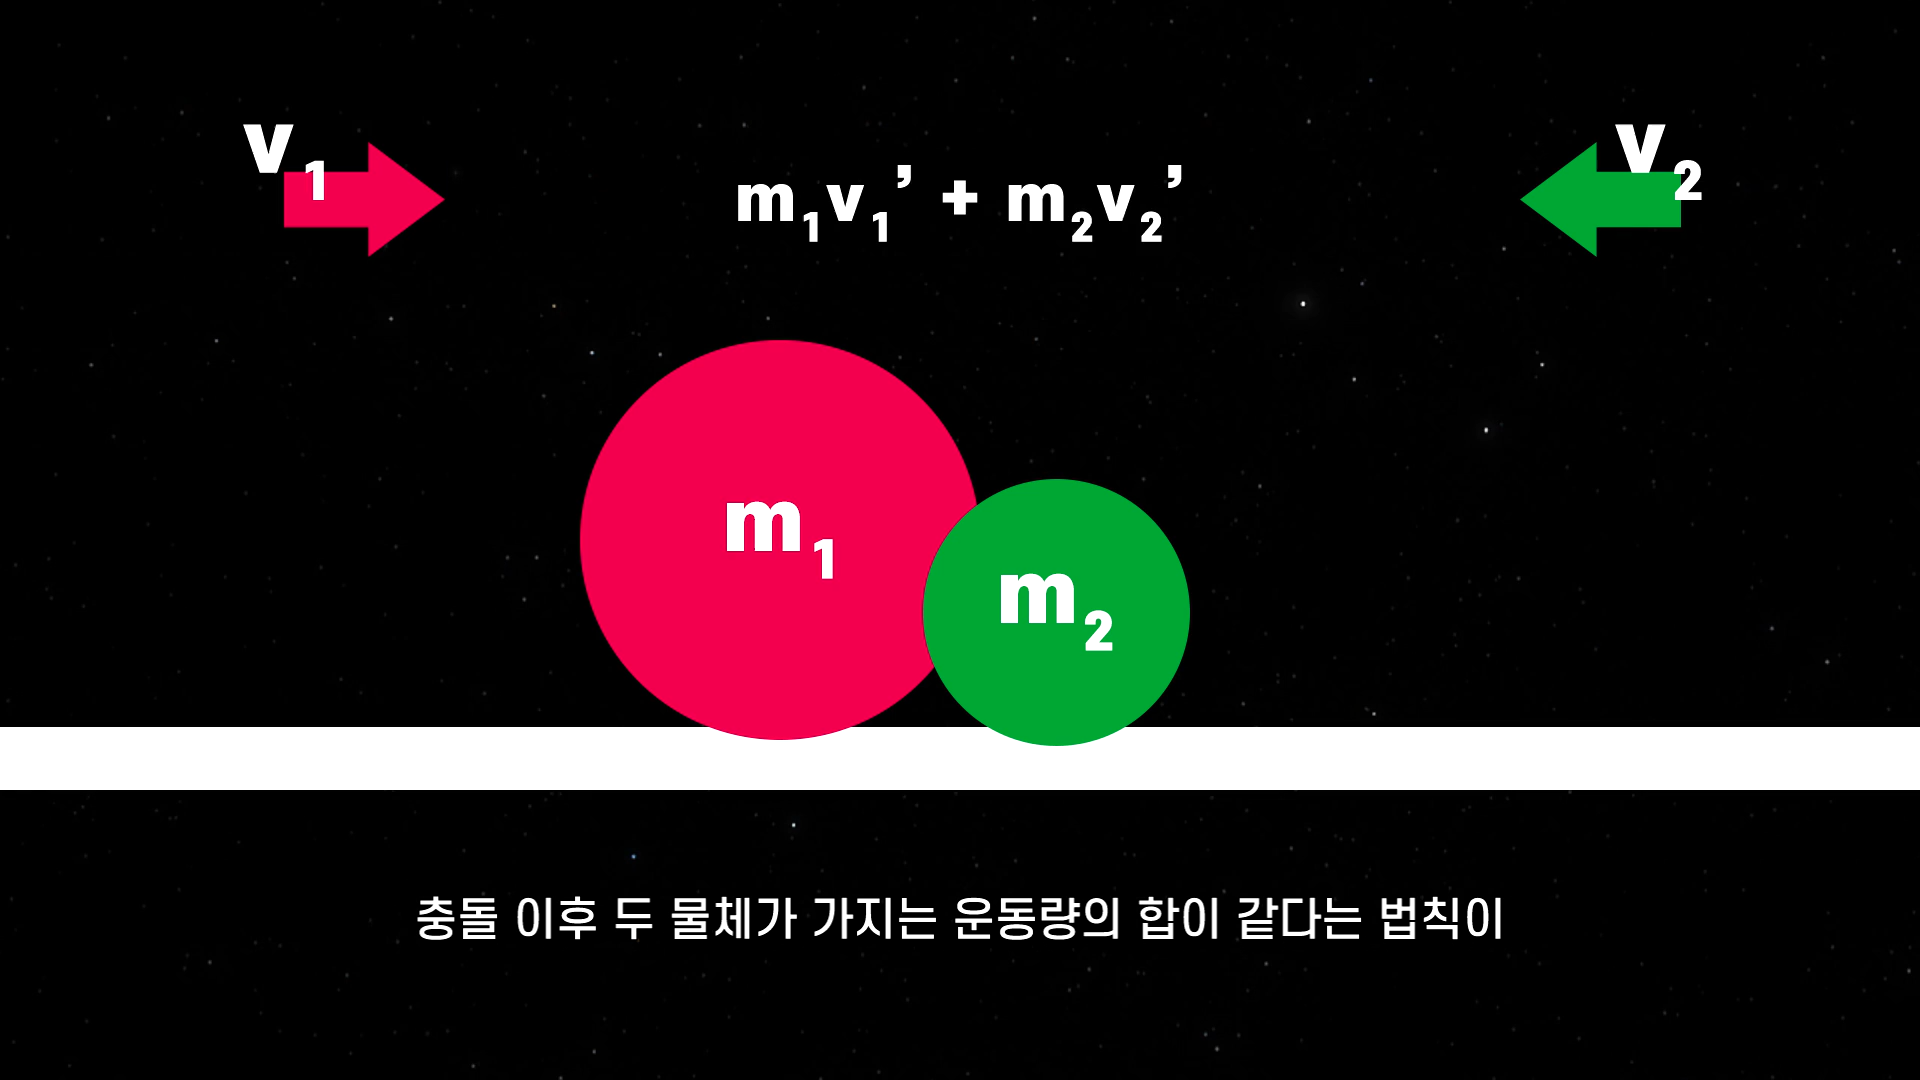 v₁
m₁v₁’ + m₂v₂’
v₂
m₁
m₂
충돌 이후 두 물체가 가지는 운동량의 합이 같다는 법칙이